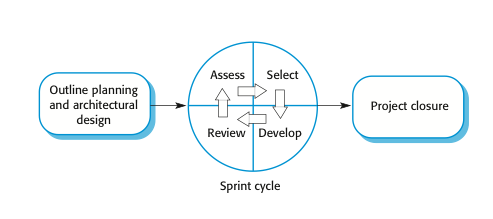 Outline planning
and architectural
design
Assess
Select
Review
Develop
Project closure
Sprint cycle